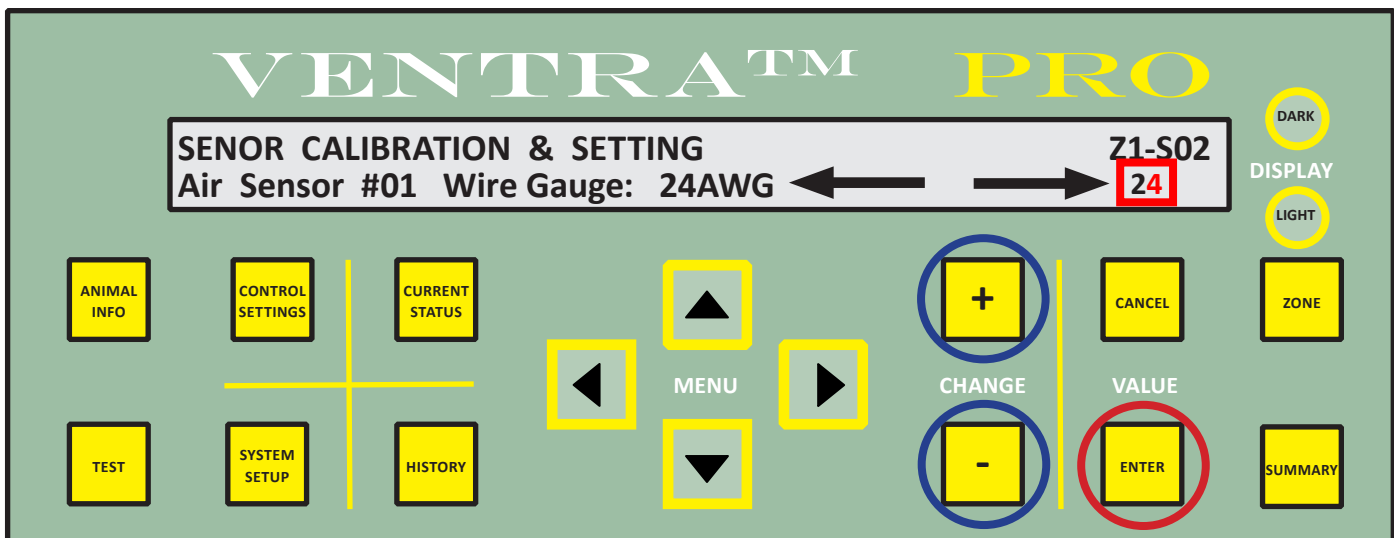 VENTRA™ PRO
SENOR CALIBRATION & SETTING Z1-S02
Air Sensor #01 Wire Gauge: 24AWG 24
DARK
DISPLAY
LIGHT
ANIMAL
INFO
CONTROL
SETTINGS
CURRENT
STATUS
+
CANCEL
ZONE
MENU
CHANGE
VALUE
TEST
SYSTEM
SETUP
HISTORY
-
ENTER
SUMMARY